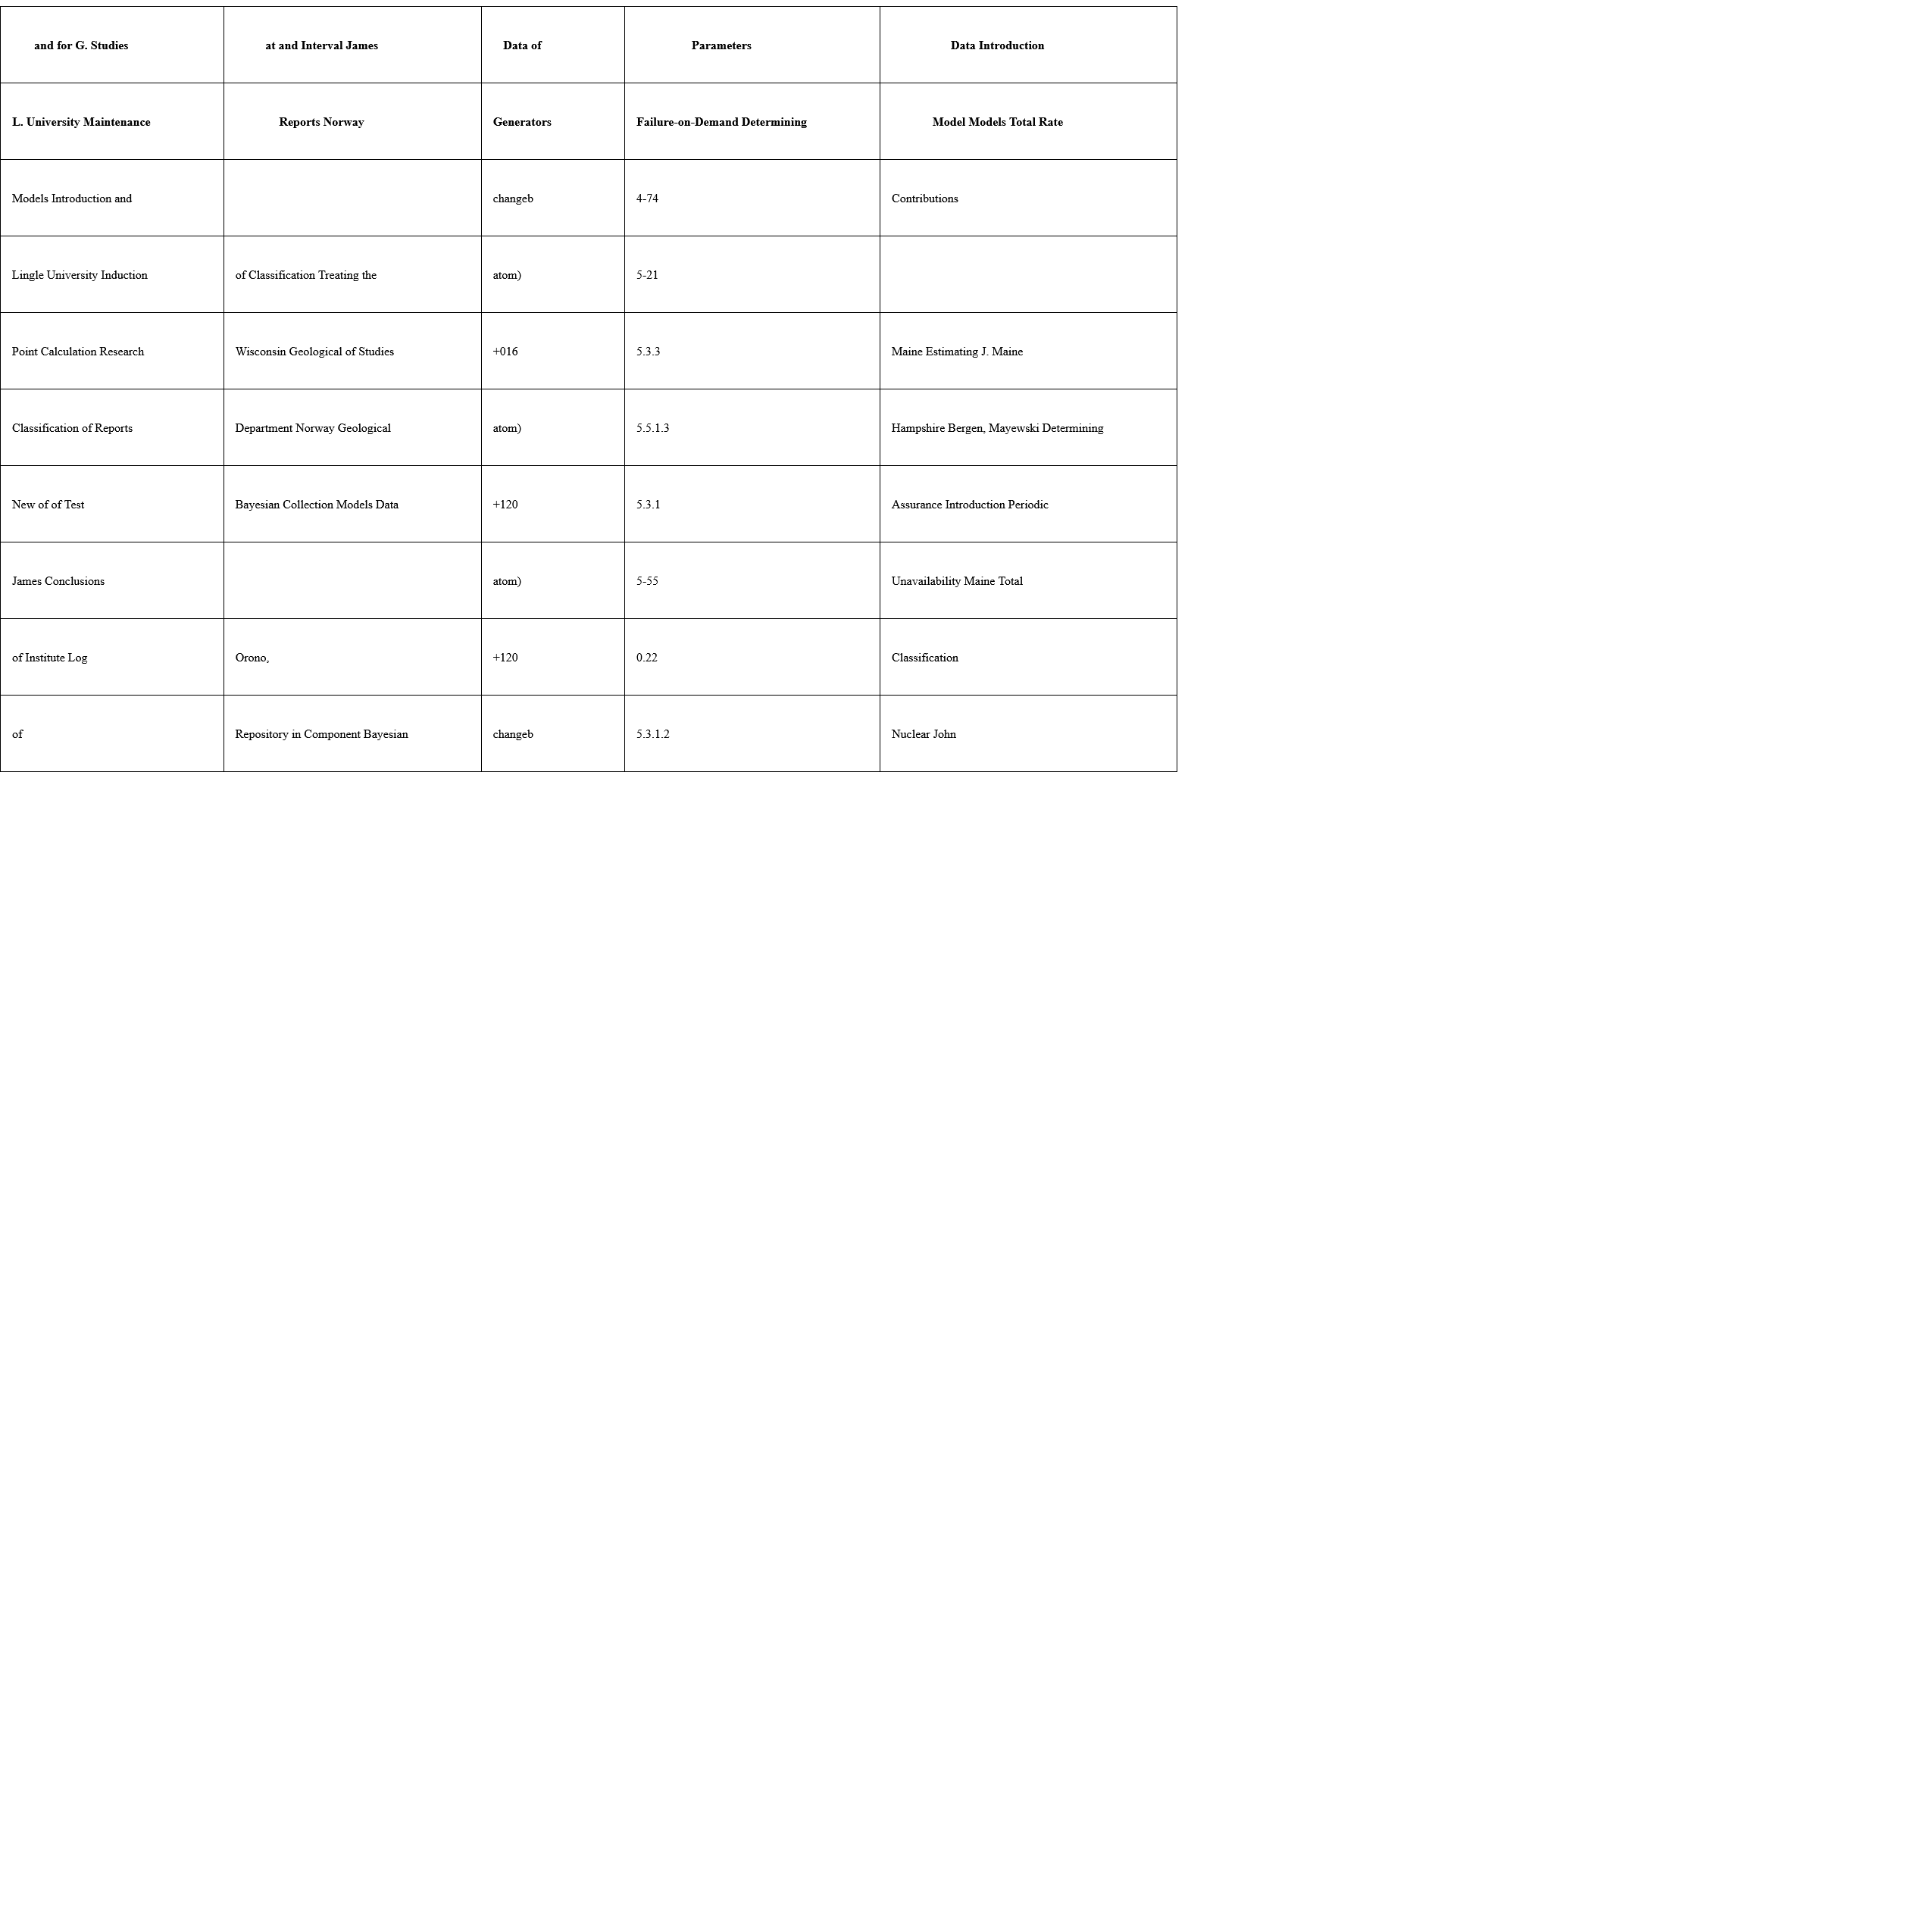 and for G. Studies at and Interval James Data of Parameters Data Introduction
L. University Maintenance Reports Norway Generators Failure-on-Demand Determining Model Models Total Rate
Models Introduction and changeb 4-74 Contributions
Lingle University Induction of Classification Treating the atom) 5-21
Point Calculation Research Wisconsin Geological of Studies +016 5.3.3 Maine Estimating J. Maine
Classification of Reports Department Norway Geological atom) 5.5.1.3 Hampshire Bergen, Mayewski Determining
New of of Test Bayesian Collection Models Data +120 5.3.1 Assurance Introduction Periodic
James Conclusions atom) 5-55 Unavailability Maine Total
of Institute Log Orono, +120 0.22 Classification
of Repository in Component Bayesian changeb 5.3.1.2 Nuclear John